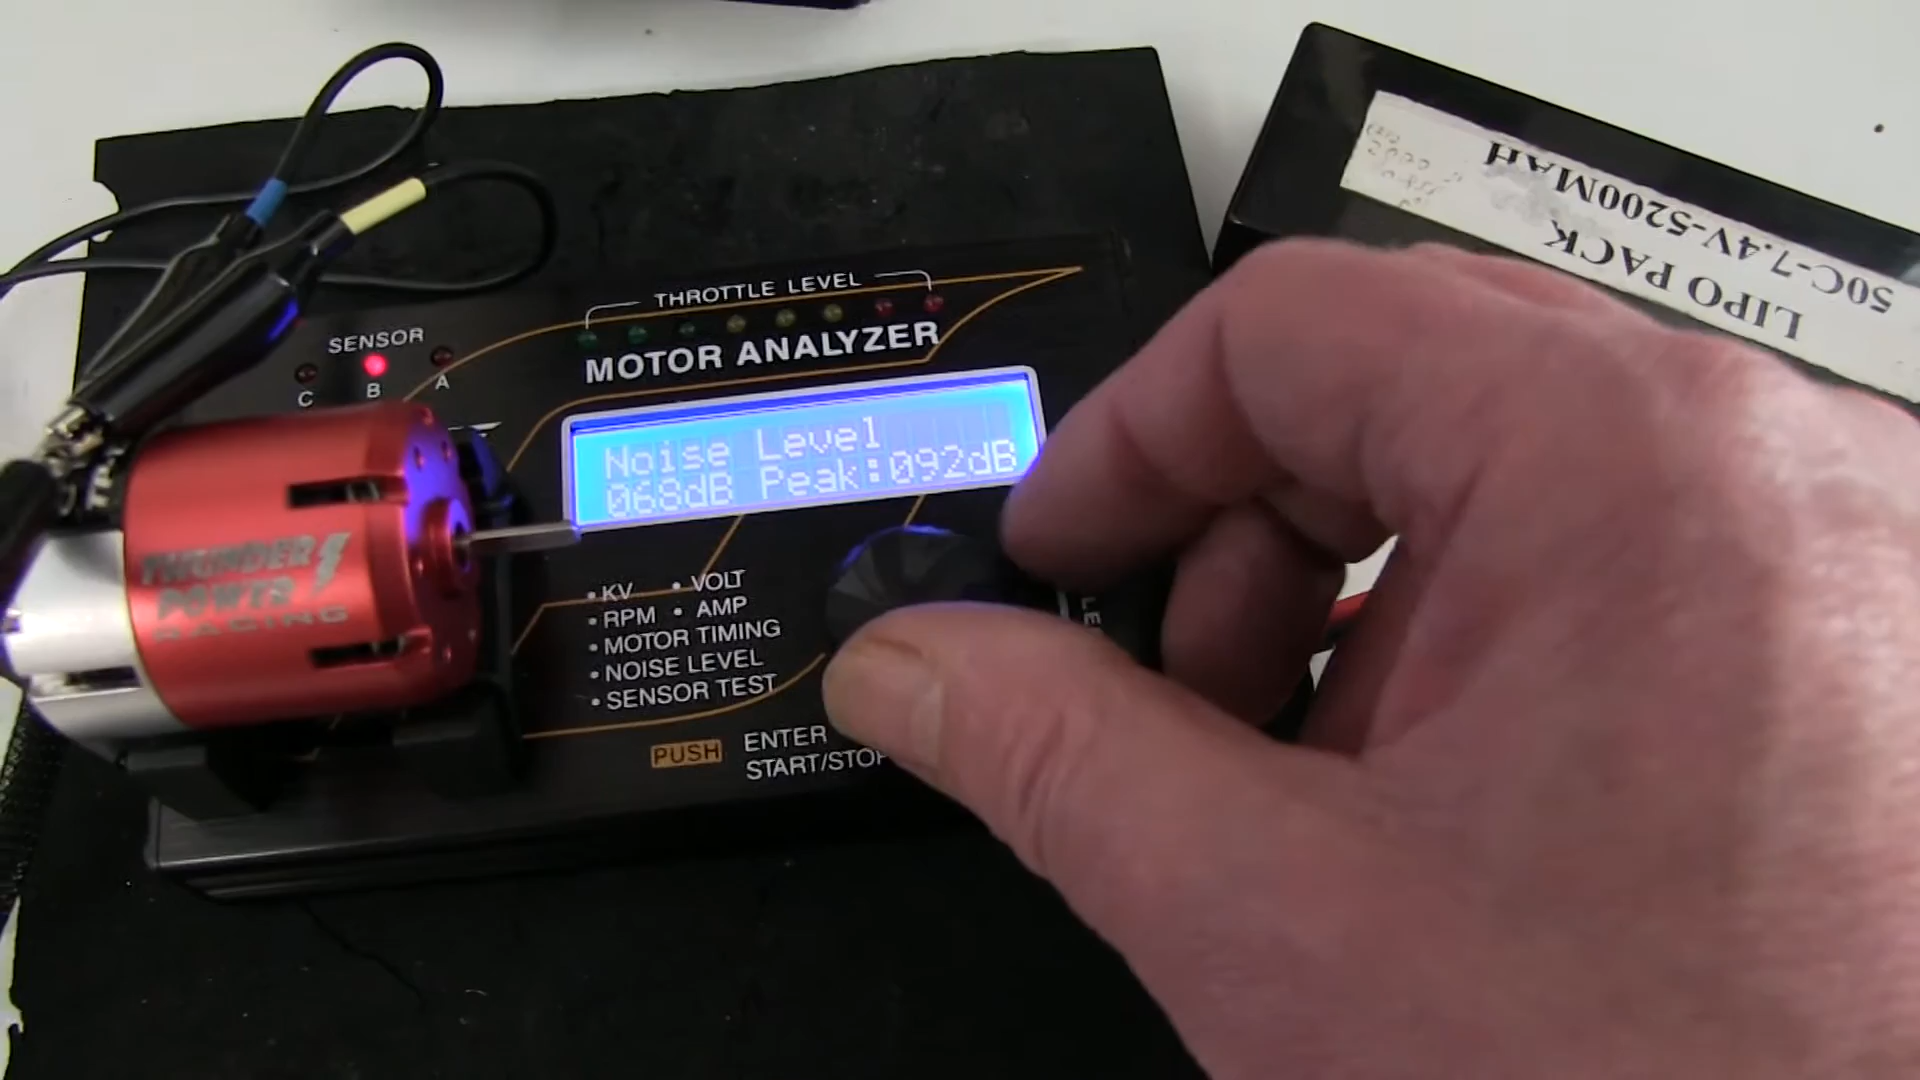 THROTTLE LEVEL
MOTOR ANALYZER
SENSOR
C B A
Noise Level
068dB Peak:092dB
• KV • VOLT
• RPM • AMP
• MOTOR TIMING
• NOISE LEVEL
• SENSOR TEST
PUSH ENTER
START/STOP
THUNDER
POWER
RACING
LIPO PACK
50C-7.4V-5200MAH